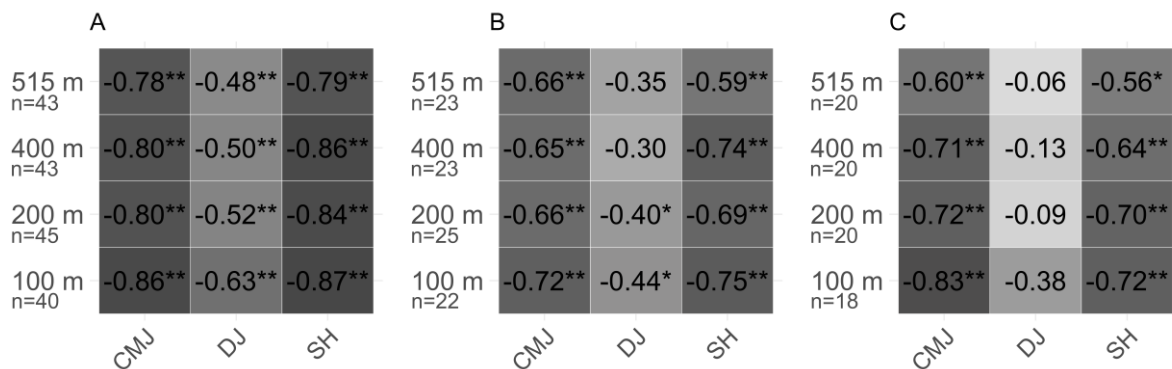 A
515 m -0.78** -0.48** -0.79**
n=43
400 m -0.80** -0.50** -0.86**
n=43
200 m -0.80** -0.52** -0.84**
n=45
100 m -0.86** -0.63** -0.87**
n=40
CMJ DJ SH
B
515 m -0.66** -0.35 -0.59**
n=23
400 m -0.65** -0.30 -0.74**
n=23
200 m -0.66** -0.40* -0.69**
n=25
100 m -0.72** -0.44* -0.75**
n=22
CMJ DJ SH
C
515 m -0.60** -0.06 -0.56*
n=20
400 m -0.71** -0.13 -0.64**
n=20
200 m -0.72** -0.09 -0.70**
n=20
100 m -0.83** -0.38 -0.72**
n=18
CMJ DJ SH